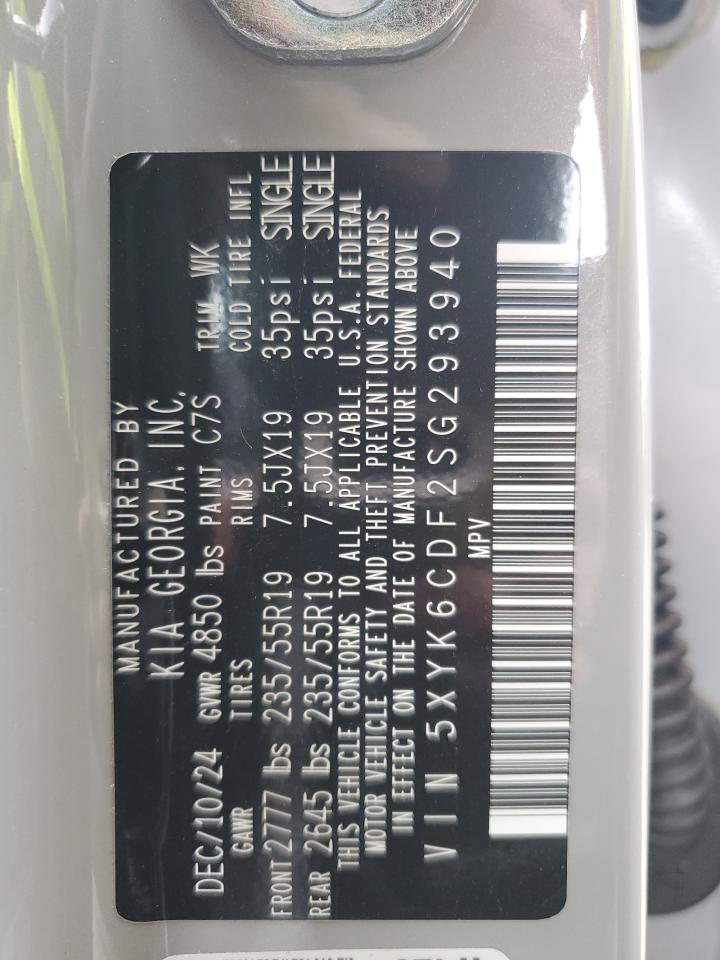 MANUFACTURED BY
KIA GEORGIA, INC.
DEC/10/24 GVWR 4850 lbs PAINT C7S TRIM WK
GAWR TIRES RIMS COLD TIRE INFL
FRONT 2777 lbs 235/55R19 7.5JX19 35psi SINGLE
REAR 2645 lbs 235/55R19 7.5JX19 35psi SINGLE
THIS VEHICLE CONFORMS TO ALL APPLICABLE U.S.A. FEDERAL
MOTOR VEHICLE SAFETY AND THEFT PREVENTION STANDARDS
IN EFFECT ON THE DATE OF MANUFACTURE SHOWN ABOVE
VIN 5XYK6CDF2SG293940
MPV